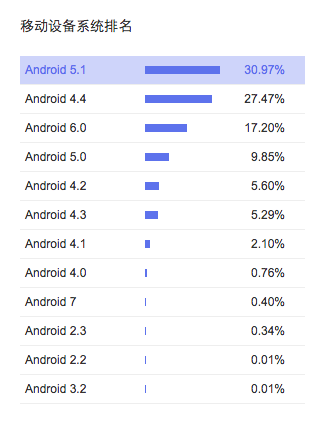 移动设备系统排名
Android 5.1 30.97%
Android 4.4 27.47%
Android 6.0 17.20%
Android 5.0 9.85%
Android 4.2 5.60%
Android 4.3 5.29%
Android 4.1 2.10%
Android 4.0 0.76%
Android 7 0.40%
Android 2.3 0.34%
Android 2.2 0.01%
Android 3.2 0.01%